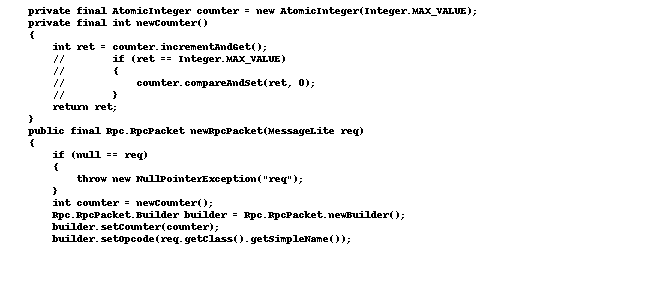 private final AtomicInteger counter = new AtomicInteger(Integer.MAX_VALUE);
private final int newCounter()
{
int ret = counter.incrementAndGet();
// if (ret == Integer.MAX_VALUE)
// {
// counter.compareAndSet(ret, 0);
// }
return ret;
}
public final Rpc.RpcPacket newRpcPacket(MessageLite req)
{
if (null == req)
{
throw new NullPointerException("req");
}
int counter = newCounter();
Rpc.RpcPacket.Builder builder = Rpc.RpcPacket.newBuilder();
builder.setCounter(counter);
builder.setOpcode(req.getClass().getSimpleName());